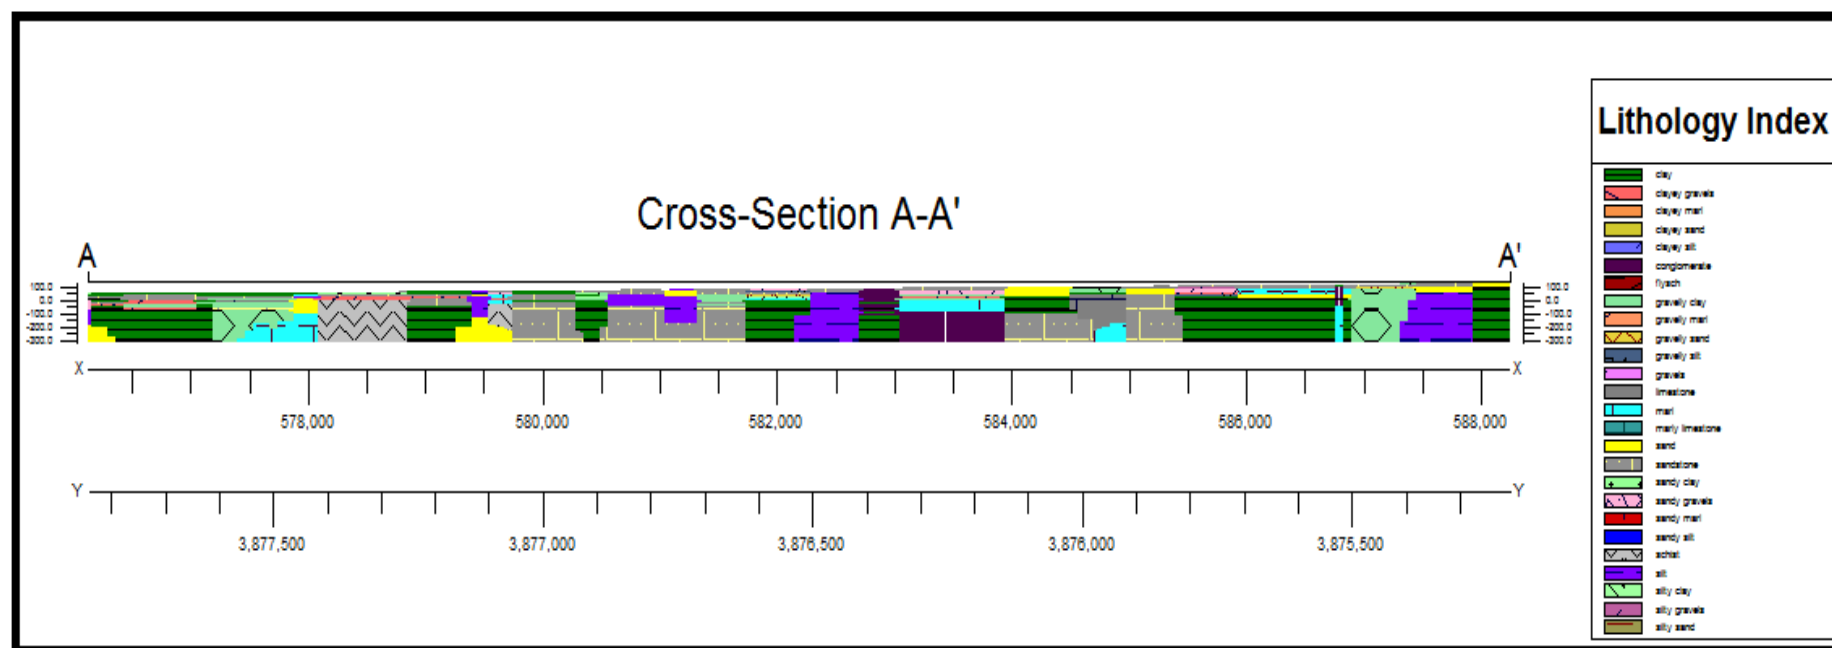 Cross-Section A-A'
A
A'
100.0
0.0
-100.0
-200.0
-300.0
100.0
0.0
-100.0
-200.0
-300.0
X
X
578,000
580,000
582,000
584,000
586,000
588,000
Y
Y
3,877,500
3,877,000
3,876,500
3,876,000
3,875,500
Lithology Index
clay
clayey gravels
clayey marl
clayey sand
clayey silt
conglomerate
flysch
gravely clay
gravely marl
gravely sand
gravely silt
gravels
limestone
marl
marly limestone
sand
sandstone
sandy clay
sandy gravels
sandy marl
sandy silt
schist
silt
silty clay
silty gravels
silty sand